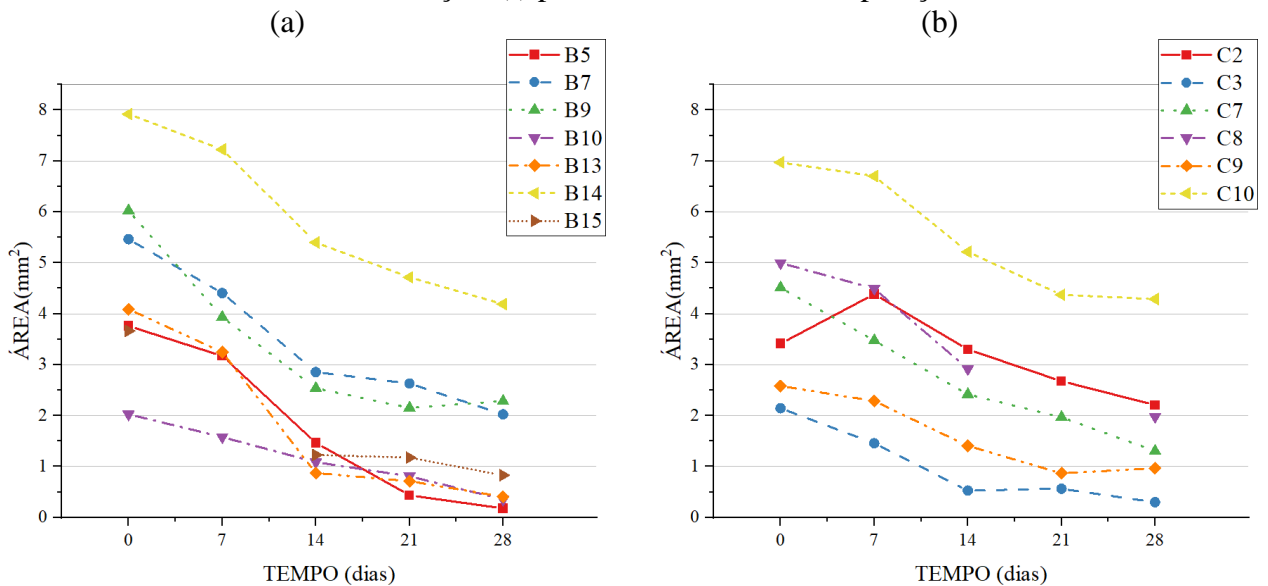 (a)
(b)
B5
B7
B9
B10
B13
B14
B15
ÁREA(mm²)
8
7
6
5
4
3
2
1
0
0 7 14 21 28
TEMPO (dias)
C2
C3
C7
C8
C9
C10
ÁREA(mm²)
8
7
6
5
4
3
2
1
0
0 7 14 21 28
TEMPO (dias)